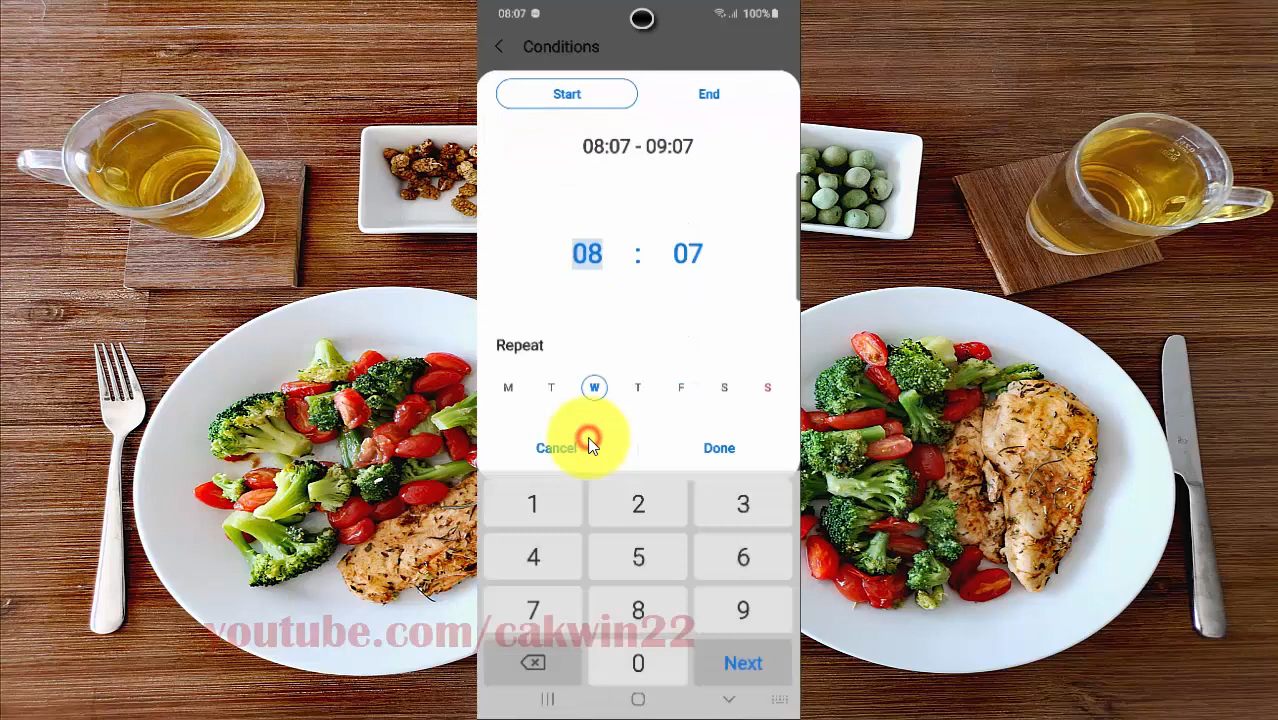 08:07 100%
Conditions
Start End
08:07 - 09:07
08 : 07
Repeat
M T W T F S S
Cancel Done
1 2 3
4 5 6
7 8 9
youtube.com/cakwin22
0 Next